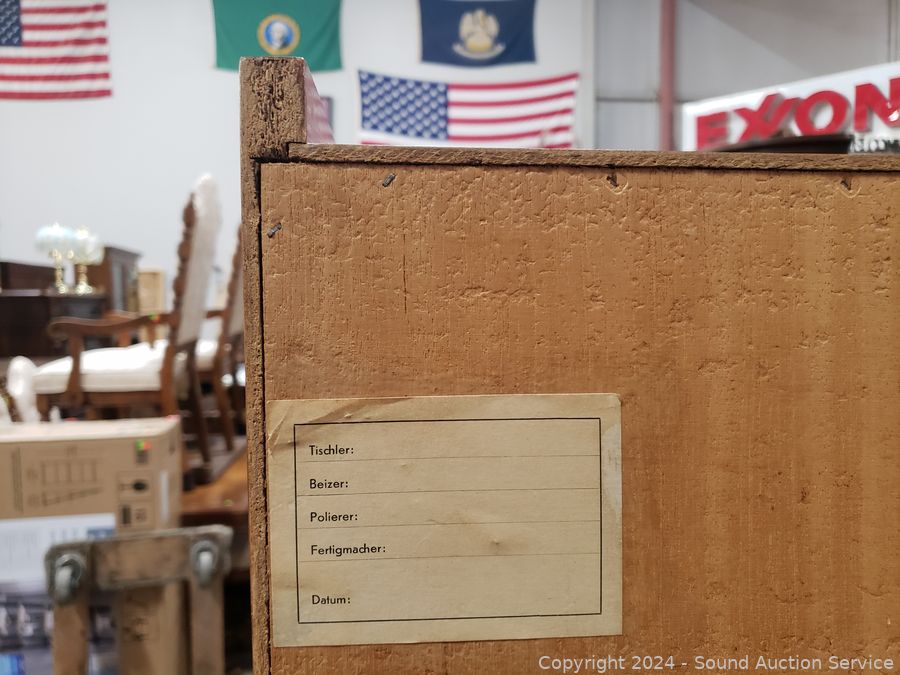 EXXON
Tischler:
Beizer:
Polierer:
Fertigmacher:
Datum:
Copyright © 2024 - Sound Auction Service